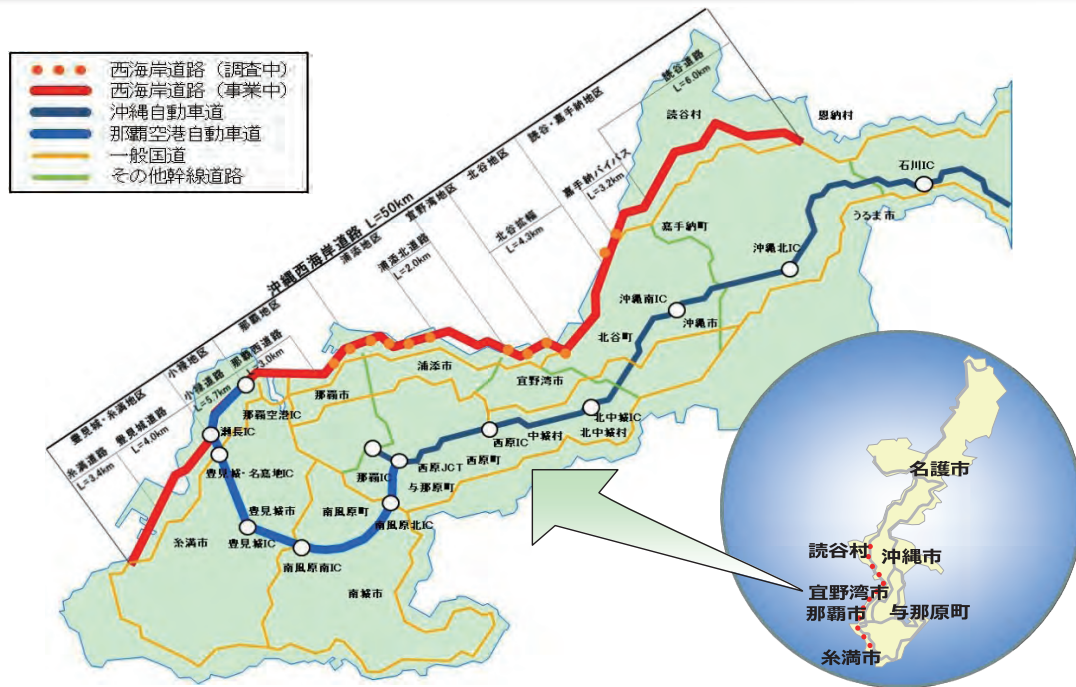 西海岸道路（調査中）
西海岸道路（事業中）
沖縄自動車道
那覇空港自動車道
一般国道
その他幹線道路
沖縄西海岸道路 L=50km
豊見城・糸満地区
小禄地区
那覇地区
浦添地区
宜野湾地区
北谷地区
読谷・嘉手納地区
糸満道路
L=3.4km
豊見城道路
L=4.0km
小禄道路
L=5.7km
那覇西道路
L=3.0km
浦添北道路
L=2.0km
北谷拡幅
L=4.3km
嘉手納バイパス
L=3.2km
読谷道路
L=6.0km
読谷村
恩納村
石川IC
うるま市
嘉手納町
沖縄北IC
沖縄南IC
沖縄市
北谷町
浦添市
宜野湾市
那覇市
那覇空港IC
北中城IC
北中城村
中城村
西原IC
西原町
西原JCT
那覇IC
与那原町
瀬長IC
豊見城・名嘉地IC
豊見城市
豊見城IC
南風原町
南風原北IC
南風原南IC
糸満市
南城市
名護市
読谷村
沖縄市
宜野湾市
那覇市
与那原町
糸満市